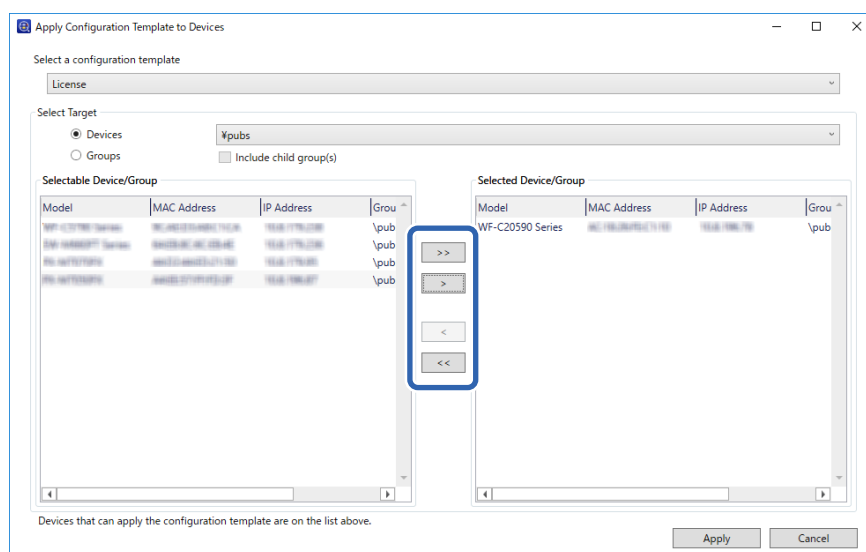 Apply Configuration Template to Devices
Select a configuration template
License
Select Target
Devices
¥pubs
Groups
Include child group(s)
Selectable Device/Group
Selected Device/Group
Model MAC Address IP Address Grou
Model MAC Address IP Address Grou
\pub
WF-C20590 Series \pub
\pub
\pub
\pub
>>
>
<
<<
Devices that can apply the configuration template are on the list above.
Apply Cancel